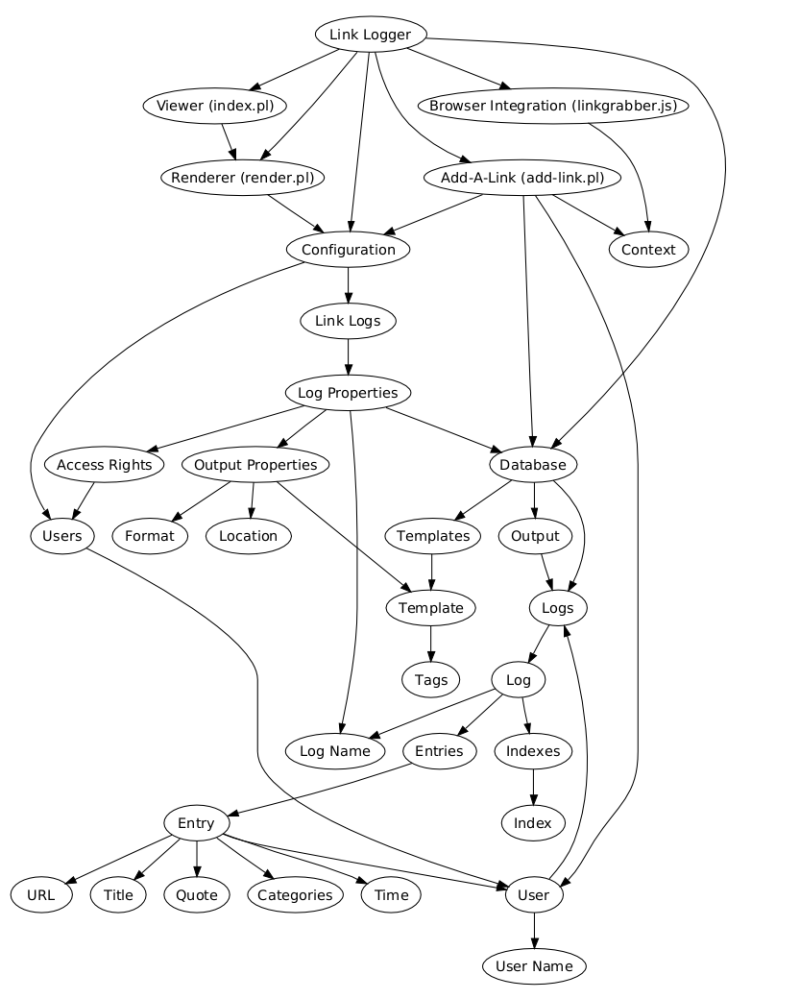 Link Logger
Viewer (index.pl)
Browser Integration (linkgrabber.js)
Renderer (render.pl)
Add-A-Link (add-link.pl)
Configuration
Context
Link Logs
Log Properties
Access Rights
Output Properties
Database
Users
Format
Location
Templates
Output
Template
Logs
Tags
Log
Log Name
Entries
Indexes
Entry
Index
URL
Title
Quote
Categories
Time
User
User Name